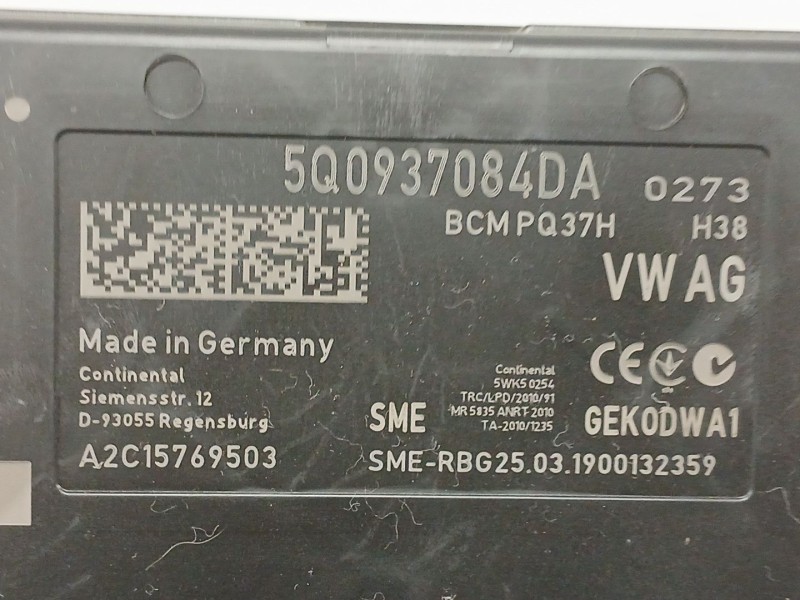 5Q0937084DA 0273
BCM PQ37H H38
VW AG
Made in Germany
Continental
Siemensstr. 12
D-93055 Regensburg
A2C15769503
Continental
5WK5 0254
TRC/LPD/2010/91
MR 5835 ANRT 2010
TA-2010/1235
CE
SME
GEKODWA1
SME-RBG25.03.1900132359